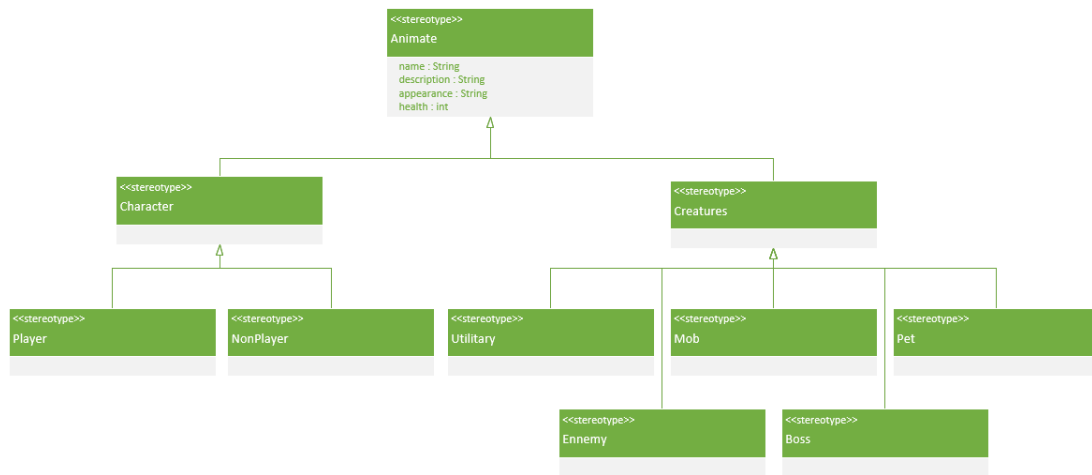 <<stereotype>>
Animate
name : String
description : String
appearance : String
health : int
<<stereotype>>
Character
<<stereotype>>
Creatures
<<stereotype>>
Player
<<stereotype>>
NonPlayer
<<stereotype>>
Utilitary
<<stereotype>>
Mob
<<stereotype>>
Pet
<<stereotype>>
Ennemy
<<stereotype>>
Boss